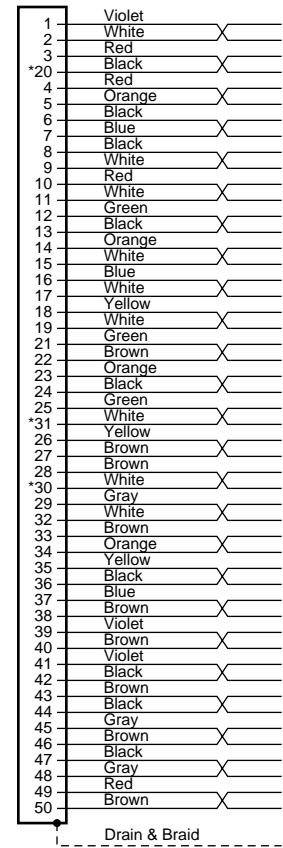 1 Violet
2 White
3 Red
*20 Black
4 Red
5 Orange
6 Black
7 Blue
8 Black
9 White
10 Red
11 White
12 Green
13 Black
14 Orange
15 White
16 Blue
17 White
18 Yellow
19 White
21 Green
22 Brown
23 Orange
24 Black
25 Green
*31 White
26 Yellow
27 Brown
28 Brown
*30 White
29 Gray
32 White
33 Brown
34 Orange
35 Yellow
36 Black
37 Blue
38 Brown
39 Violet
40 Brown
41 Violet
42 Black
43 Brown
44 Black
45 Gray
46 Brown
47 Black
48 Gray
49 Red
50 Brown
Drain & Braid